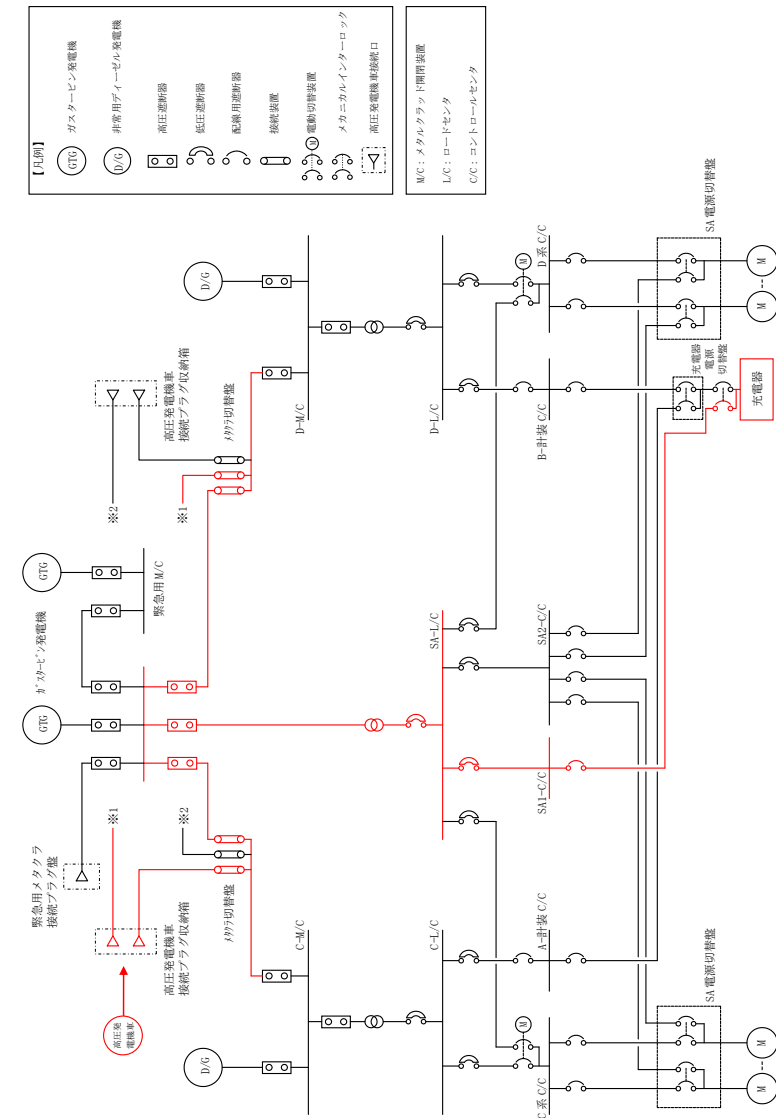 【凡例】
GTG ガスタービン発電機
D/G 非常用ディーゼル発電機
高圧遮断器
低圧遮断器
配線用遮断器
接続装置
M 電動切替装置
メカニカルインターロック
高圧発電機車接続口
M/C：メタルクラッド開閉装置
L/C：ロードセンタ
C/C：コントロールセンタ
高圧発
電機車
高圧発電機車
接続プラグ収納箱
緊急用メタクラ
接続プラグ盤
※1
※2
GTG
ガスタービン発電機
GTG
緊急用M/C
※2
※1
高圧発電機車
接続プラグ収納箱
メタクラ切替盤
メタクラ切替盤
D/G
D/G
C-M/C
D-M/C
C-L/C
SA-L/C
D-L/C
M
M
C系C/C
A-計装C/C
SA1-C/C
SA2-C/C
B-計装C/C
D系C/C
SA電源切替盤
充電器
電源
切替盤
SA電源切替盤
M
M
充電器
M
M